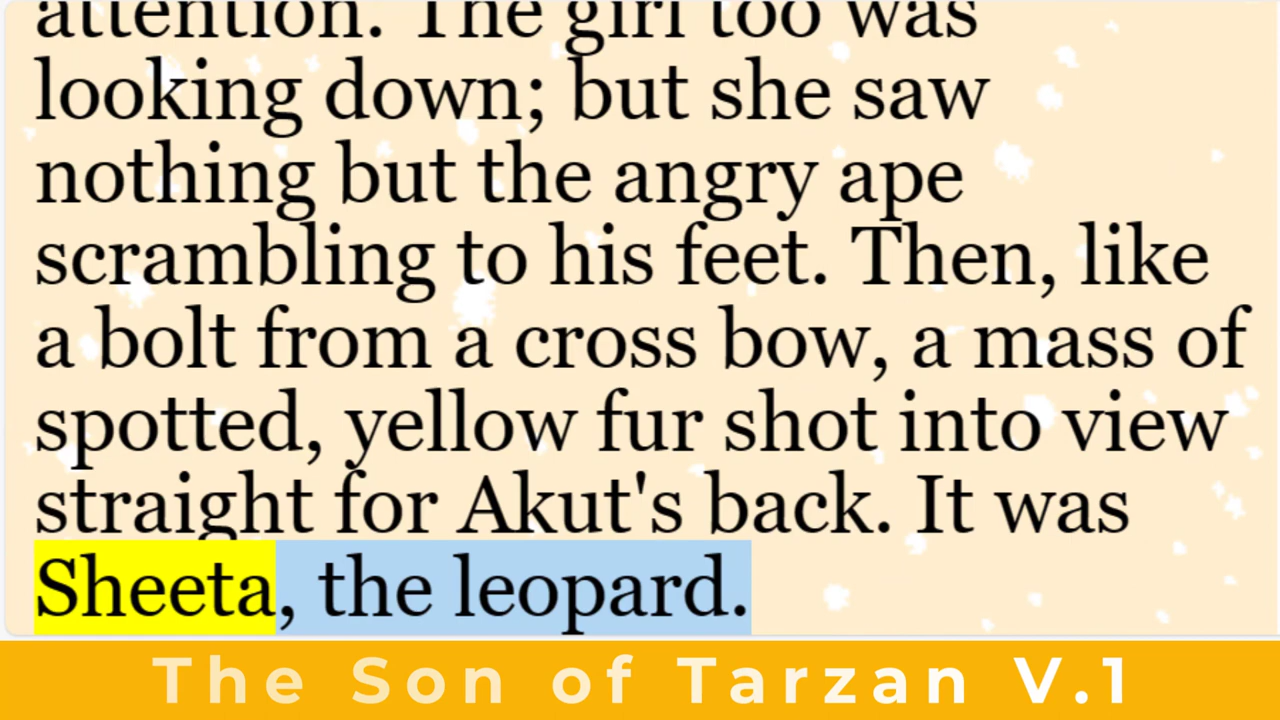 attention. The girl too was
looking down; but she saw
nothing but the angry ape
scrambling to his feet. Then, like
a bolt from a cross bow, a mass of
spotted, yellow fur shot into view
straight for Akut's back. It was
Sheeta, the leopard.
The Son of Tarzan V.1